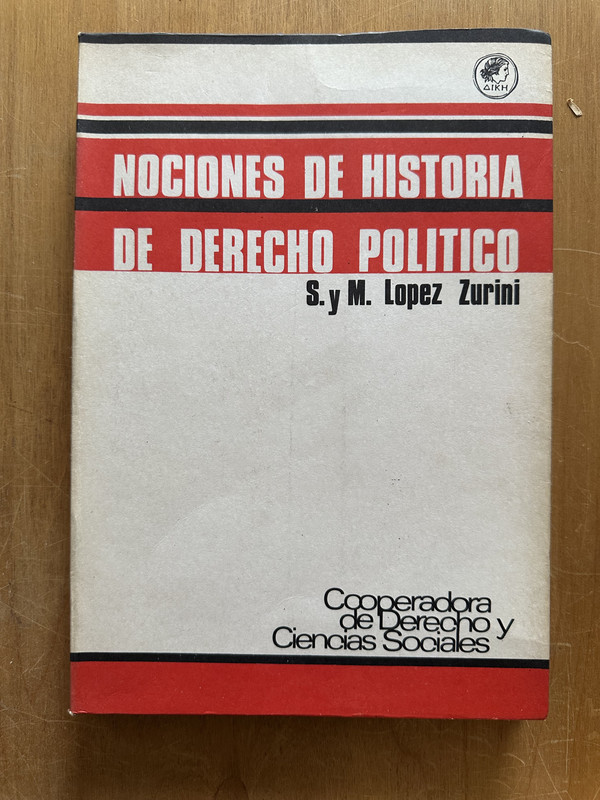 ΔΙΚΗ
NOCIONES DE HISTORIA
DE DERECHO POLITICO
S. y M. Lopez Zurini
Cooperadora
de Derecho y
Ciencias Sociales